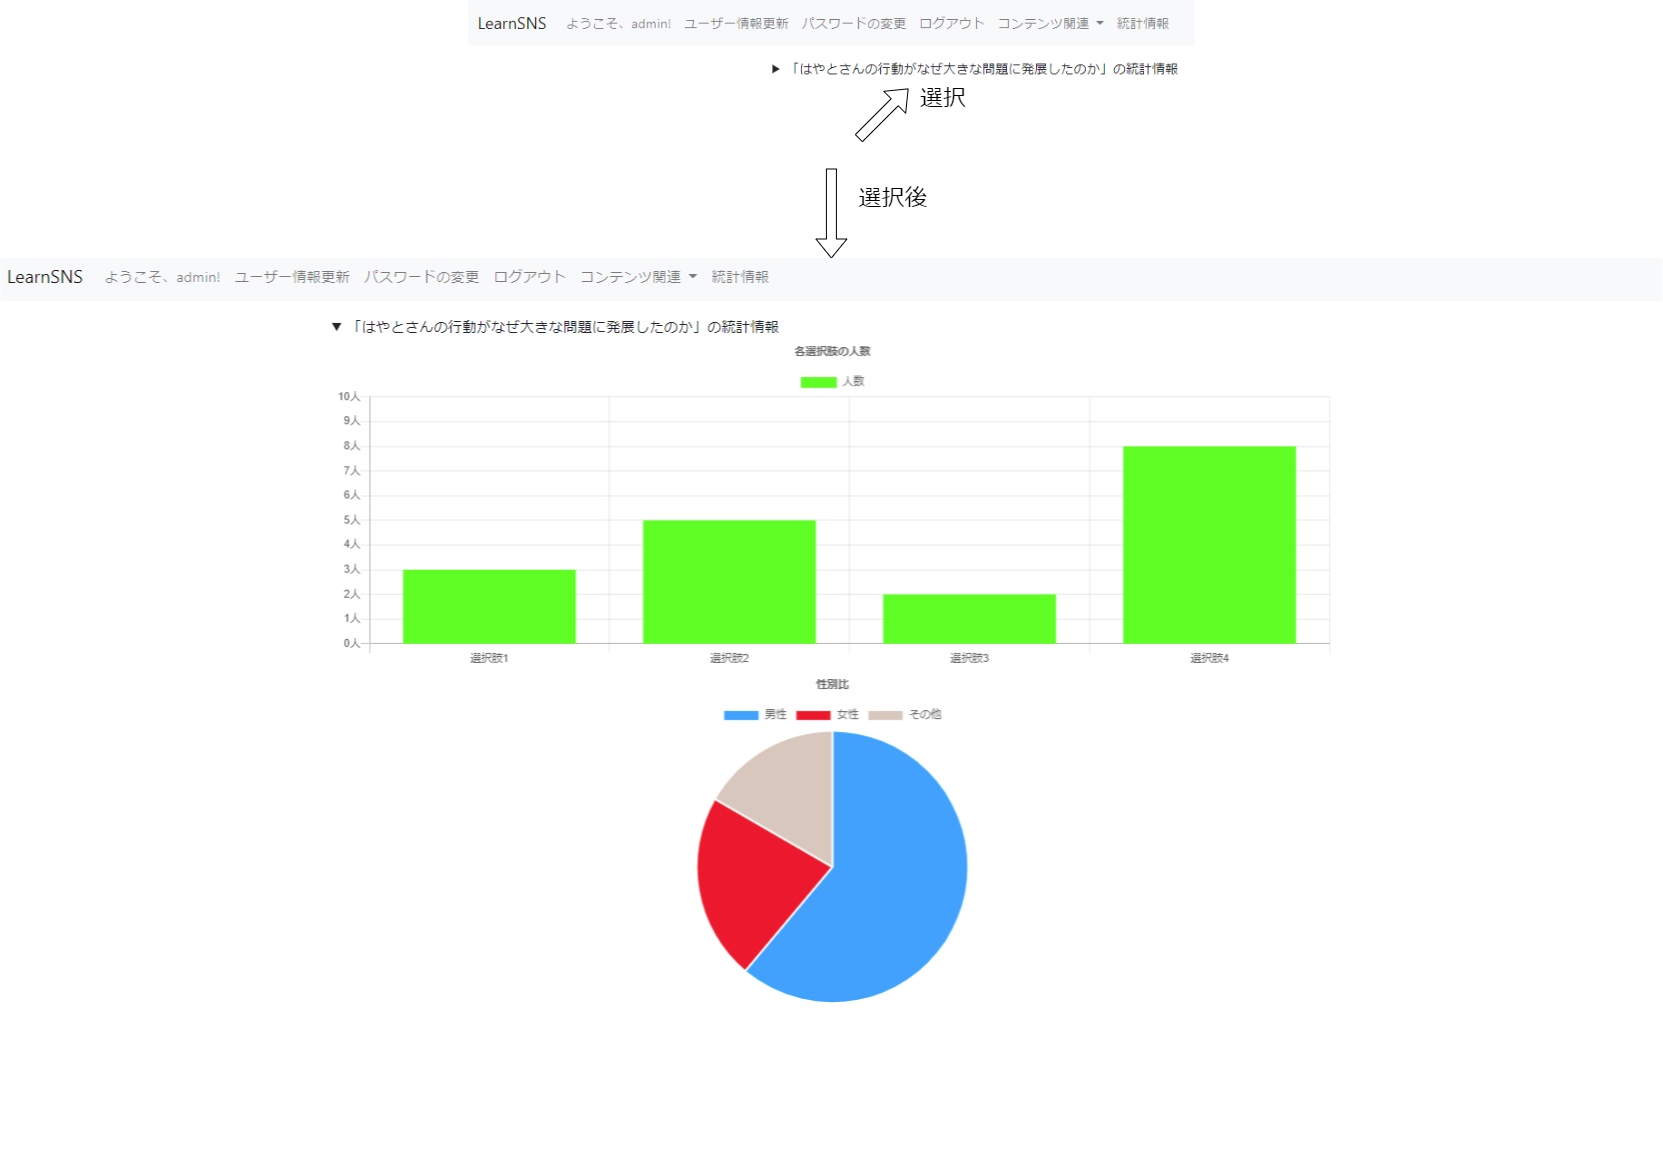 LearnSNS ようこそ、admin! ユーザー情報更新 パスワードの変更 ログアウト コンテンツ関連 統計情報
▶ 「はやとさんの行動がなぜ大きな問題に発展したのか」の統計情報
選択
選択後
LearnSNS ようこそ、admin! ユーザー情報更新 パスワードの変更 ログアウト コンテンツ関連 統計情報
▼ 「はやとさんの行動がなぜ大きな問題に発展したのか」の統計情報
各選択肢の人数
人数
10人
9人
8人
7人
6人
5人
4人
3人
2人
1人
0人
選択肢1 選択肢2 選択肢3 選択肢4
性別比
男性 女性 その他